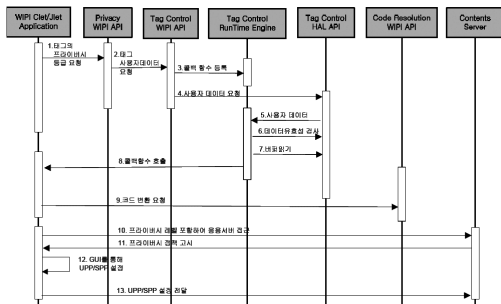 WIPI Clet/Jlet
Application
Privacy
WIPI API
Tag Control
WIPI API
Tag Control
RunTime Engine
Tag Control
HAL API
Code Resolution
WIPI API
Contents
Server
1.태그의
프라이버시
등급 요청
2.태그
사용자데이터
요청
3.콜백 함수 등록
4.사용자 데이터 요청
5.사용자 데이터
6.데이터유효성 검사
7.버퍼읽기
8.콜백함수 호출
9.코드 변환 요청
10. 프라이버시 레벨 포함하여 응용서버 접근
11. 프라이버시 정책 고시
12. GUI를 통해
UPP/SPP 설정
13. UPP/SPP 설정 전달